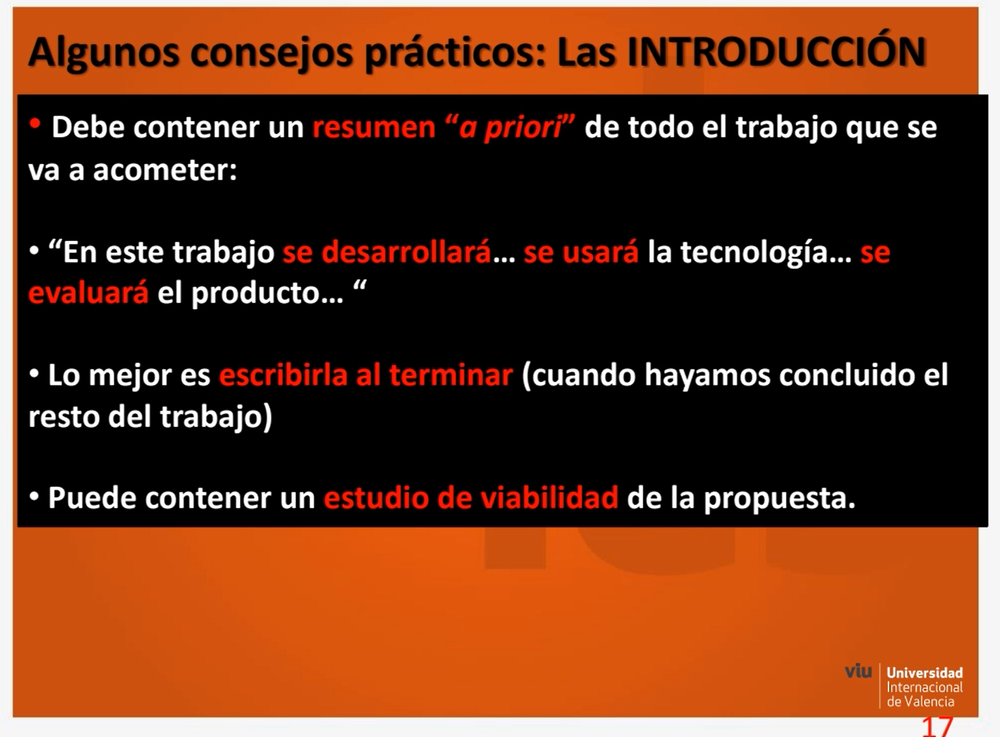 Algunos consejos prácticos: Las INTRODUCCIÓN
• Debe contener un resumen “a priori” de todo el trabajo que se
va a acometer:
• “En este trabajo se desarrollará... se usará la tecnología... se
evaluará el producto... “
• Lo mejor es escribirla al terminar (cuando hayamos concluido el
resto del trabajo)
• Puede contener un estudio de viabilidad de la propuesta.
viu
Universidad
Internacional
de Valencia
17